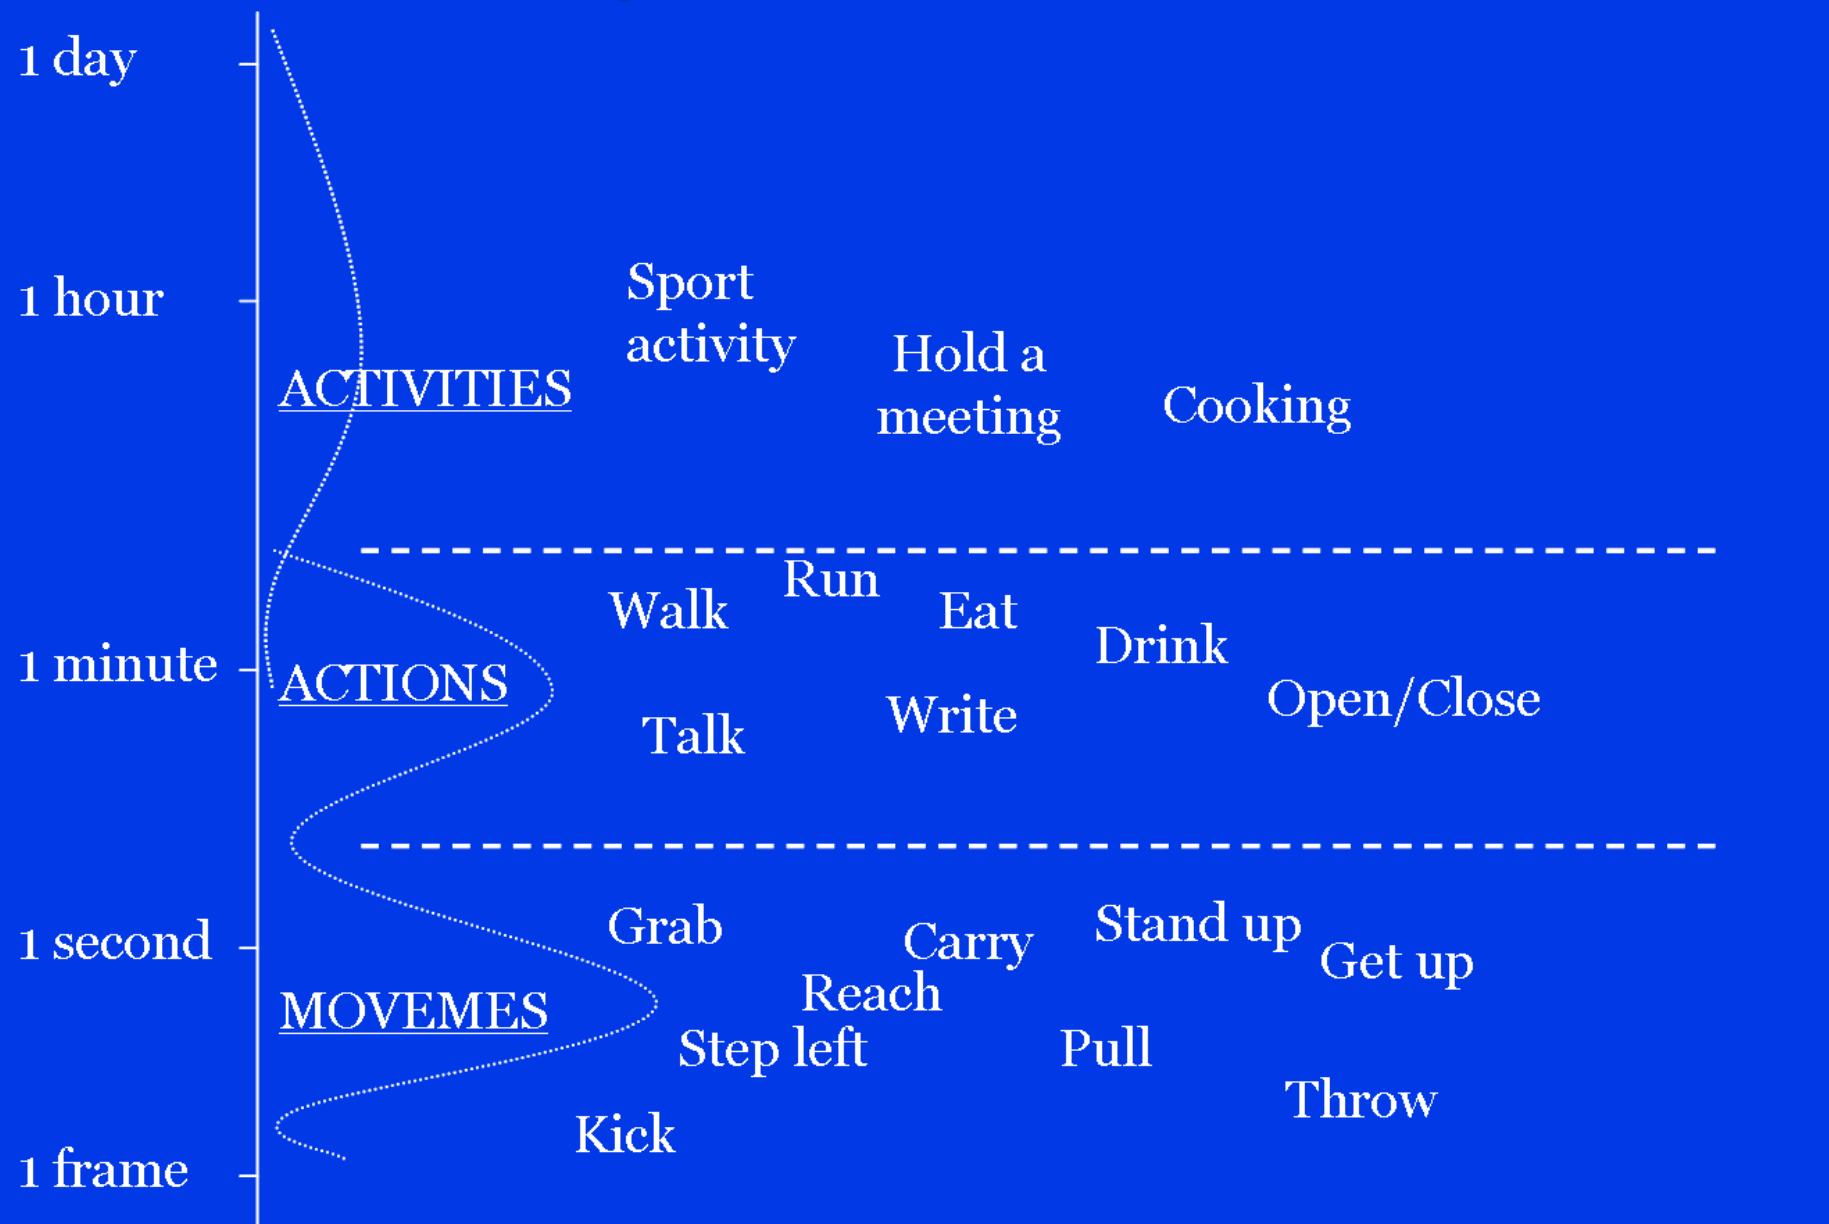 1 day
1 hour
Sport
activity
Hold a
meeting
Cooking
ACTIVITIES
Run
Walk
Eat
Drink
1 minute
ACTIONS
Open/Close
Write
Talk
Grab
Carry
Stand up
1 second
Get up
Reach
MOVEMES
Step left
Pull
Throw
Kick
1 frame